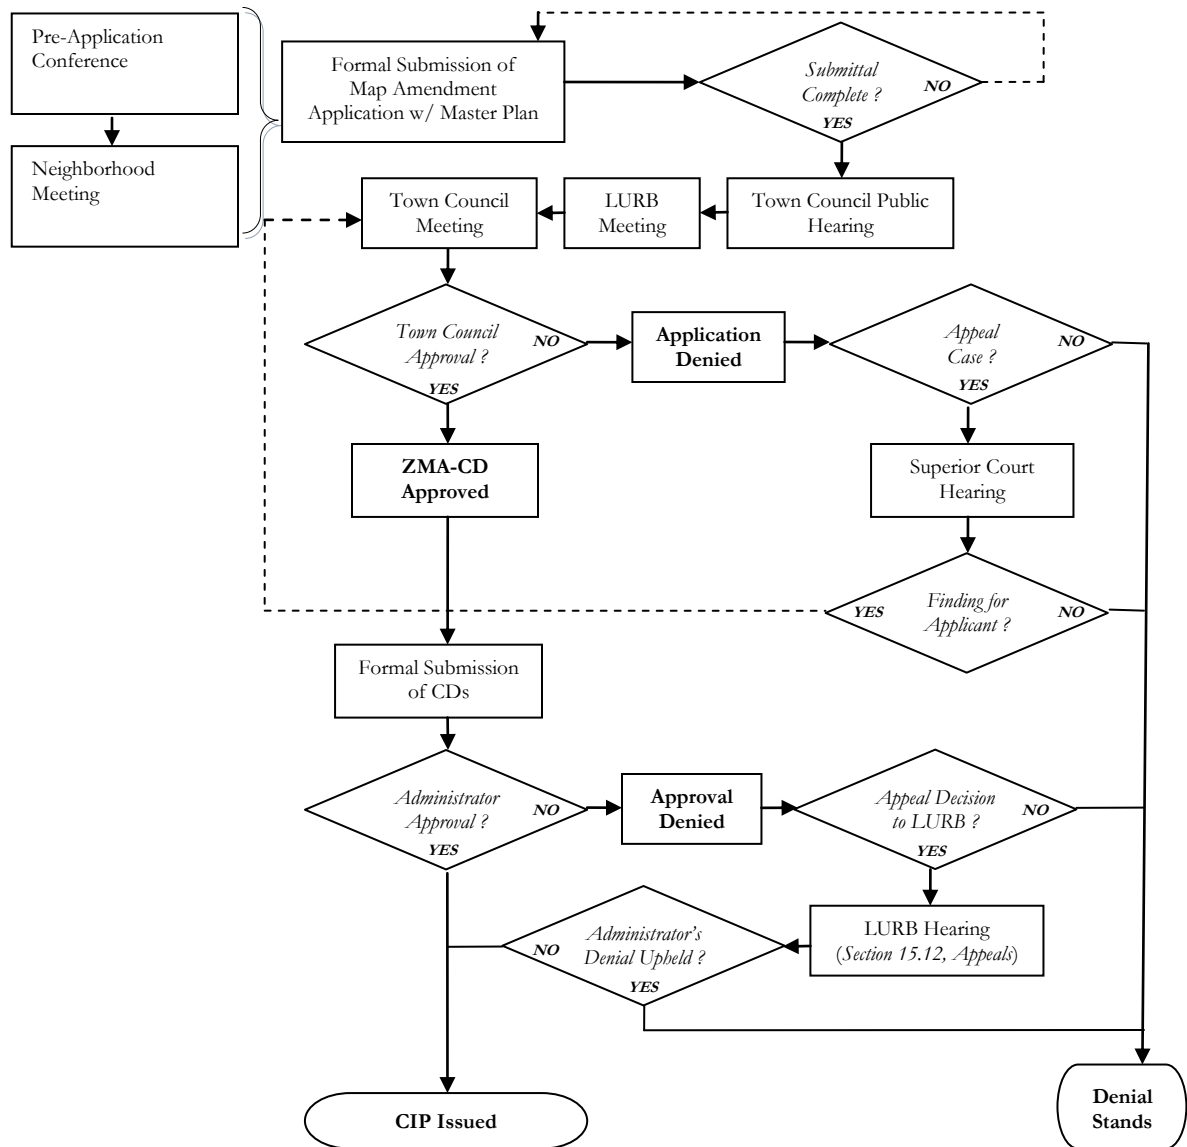 Pre-Application
Conference
Neighborhood
Meeting
Formal Submission of
Map Amendment
Application w/ Master Plan
Submittal
Complete ?
NO
YES
Town Council Public
Hearing
LURB
Meeting
Town Council
Meeting
Town Council
Approval ?
NO
YES
Application
Denied
Appeal
Case ?
NO
YES
ZMA-CD
Approved
Superior Court
Hearing
YES
Finding for
Applicant ?
NO
Formal Submission
of CDs
Administrator
Approval ?
NO
YES
Approval
Denied
Appeal Decision
to LURB ?
NO
YES
LURB Hearing
(Section 15.12, Appeals)
NO
Administrator’s
Denial Upheld ?
YES
CIP Issued
Denial
Stands